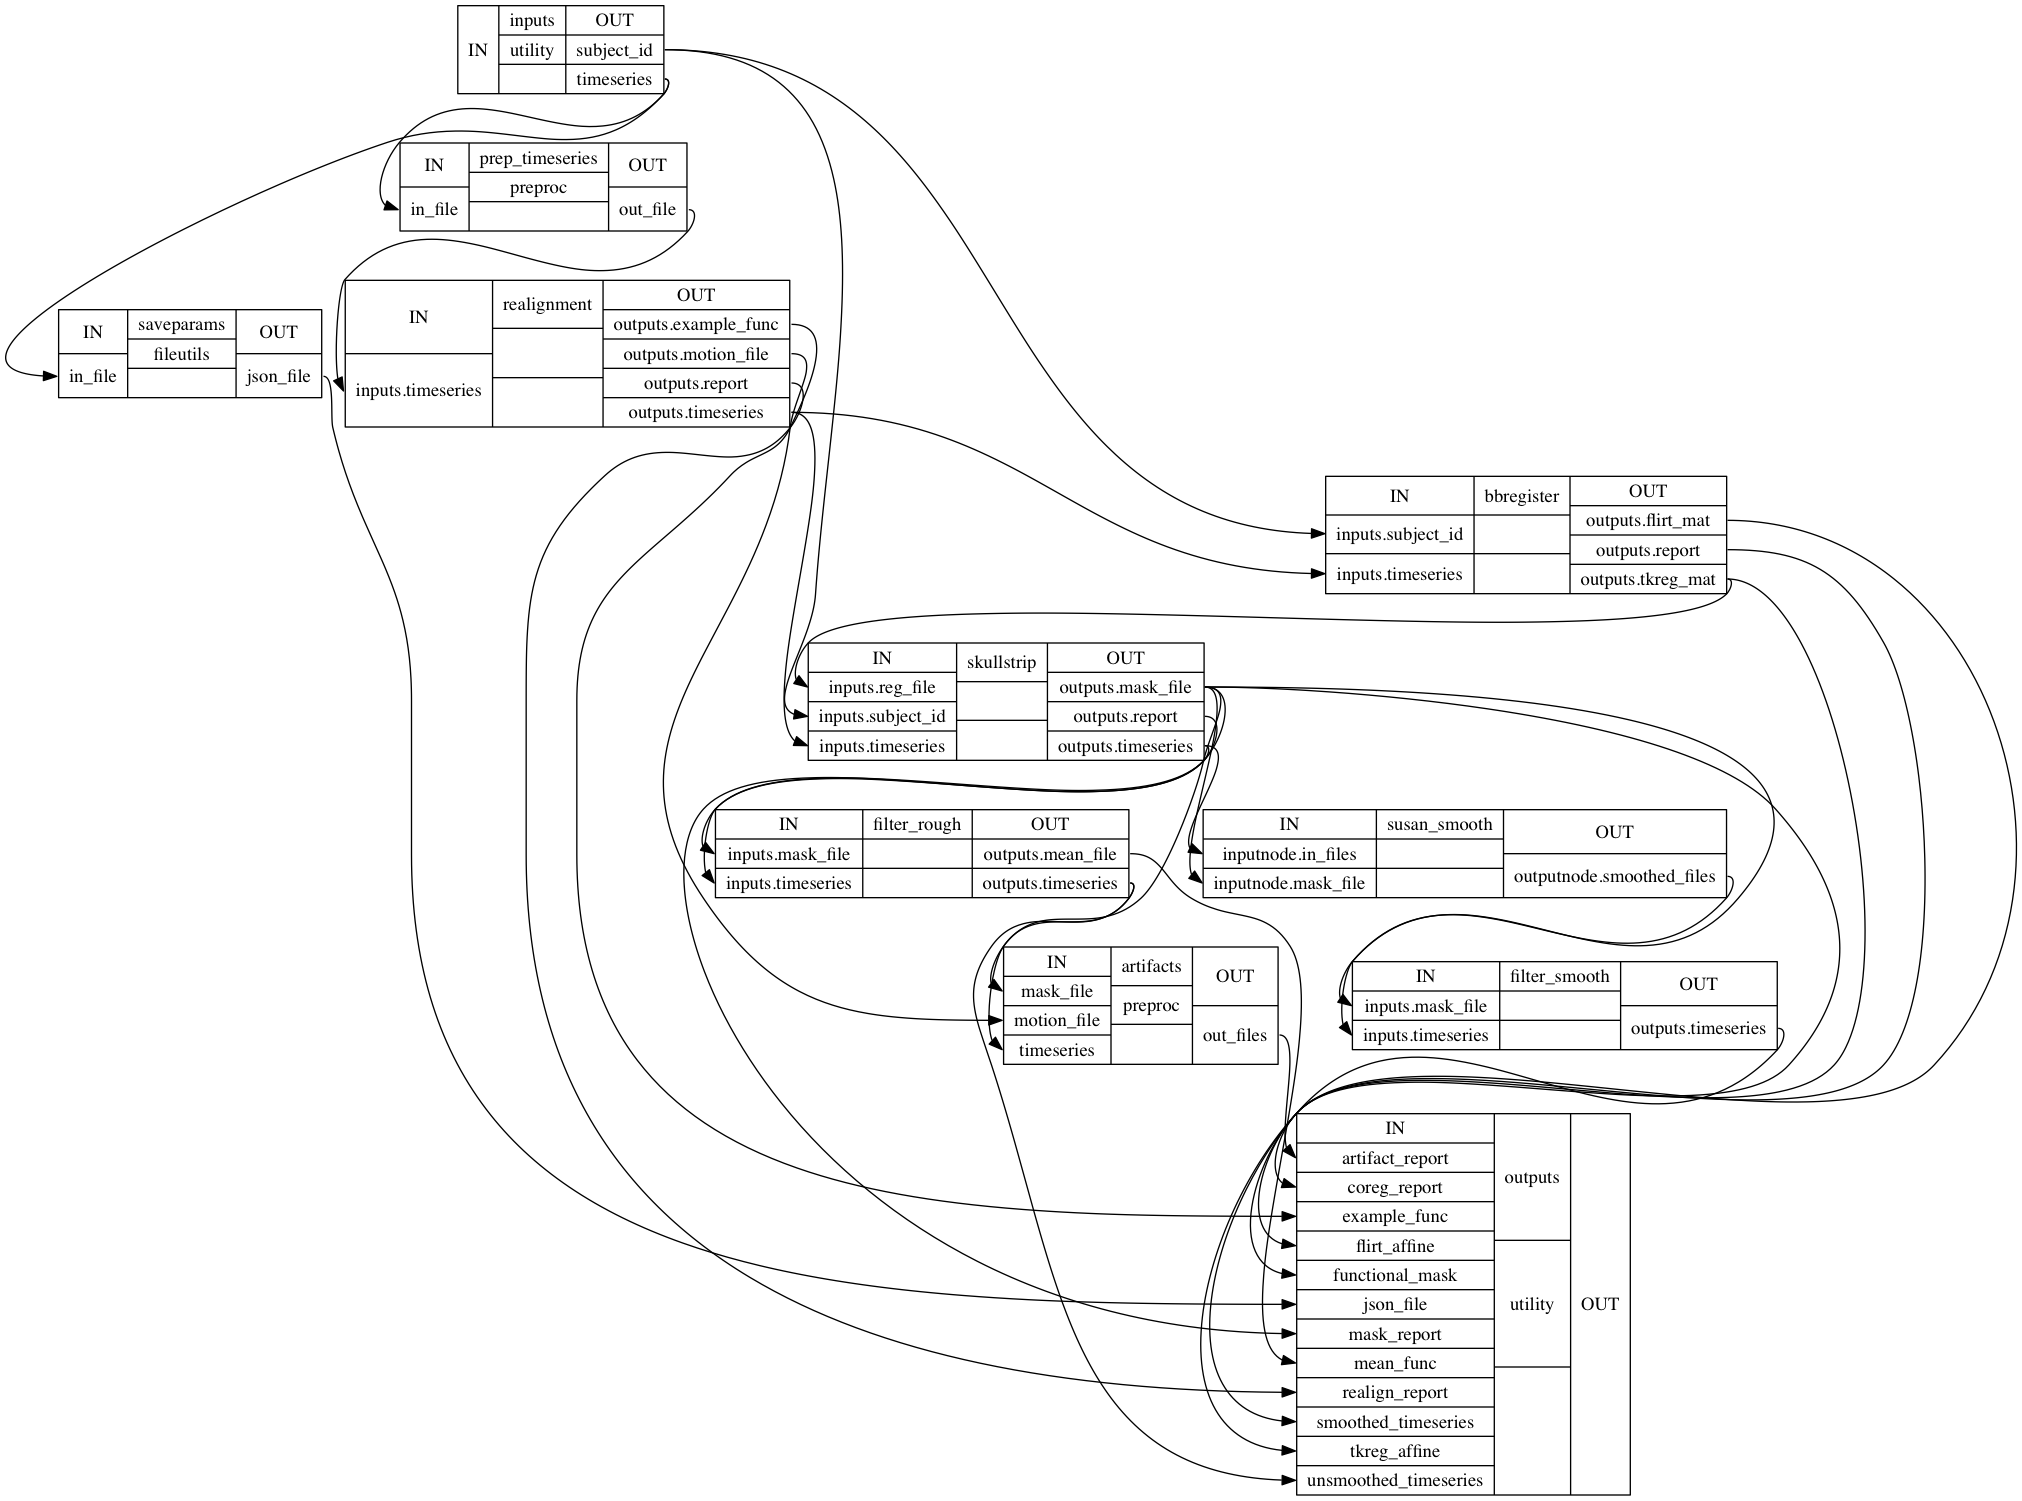 IN
inputs
utility
OUT
subject_id
timeseries
IN
in_file
prep_timeseries
preproc
OUT
out_file
IN
in_file
saveparams
fileutils
OUT
json_file
IN
inputs.timeseries
realignment
OUT
outputs.example_func
outputs.motion_file
outputs.report
outputs.timeseries
IN
inputs.subject_id
inputs.timeseries
bbregister
OUT
outputs.flirt_mat
outputs.report
outputs.tkreg_mat
IN
inputs.reg_file
inputs.subject_id
inputs.timeseries
skullstrip
OUT
outputs.mask_file
outputs.report
outputs.timeseries
IN
inputs.mask_file
inputs.timeseries
filter_rough
OUT
outputs.mean_file
outputs.timeseries
IN
inputnode.in_files
inputnode.mask_file
susan_smooth
OUT
outputnode.smoothed_files
IN
mask_file
motion_file
timeseries
artifacts
preproc
OUT
out_files
IN
inputs.mask_file
inputs.timeseries
filter_smooth
OUT
outputs.timeseries
IN
artifact_report
coreg_report
example_func
flirt_affine
functional_mask
json_file
mask_report
mean_func
realign_report
smoothed_timeseries
tkreg_affine
unsmoothed_timeseries
outputs
utility
OUT